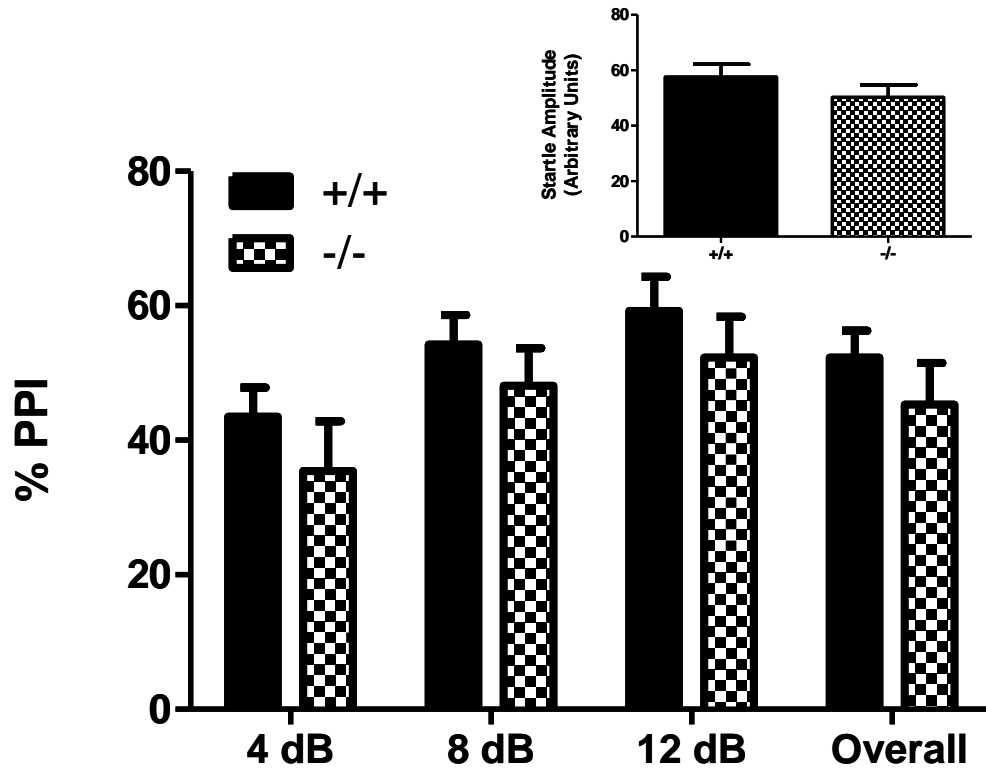 80
60
40
20
0
Startle Amplitude
(Arbitrary Units)
+/+
-/-
80
60
40
20
0
% PPI
+/+
-/-
4 dB
8 dB
12 dB
Overall